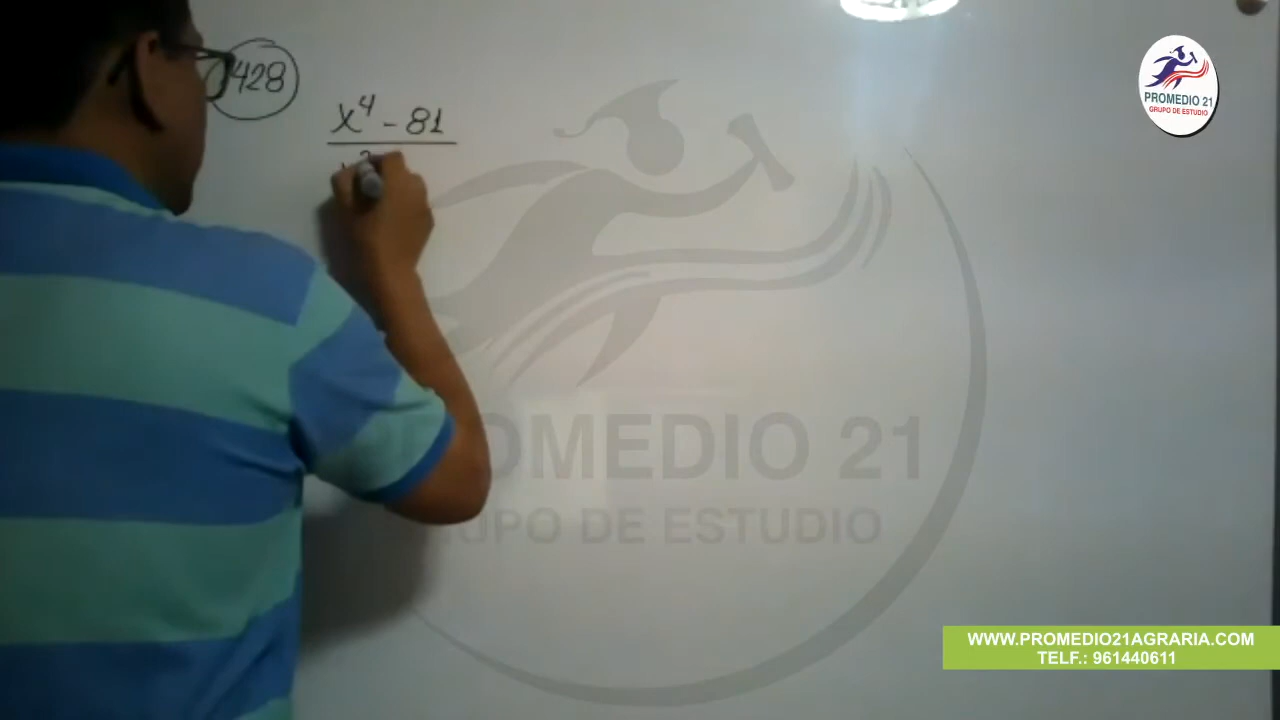 428
x⁴ - 81
PROMEDIO 21
GRUPO DE ESTUDIO
PROMEDIO 21
GRUPO DE ESTUDIO
WWW.PROMEDIO21AGRARIA.COM
TELF.: 961440611